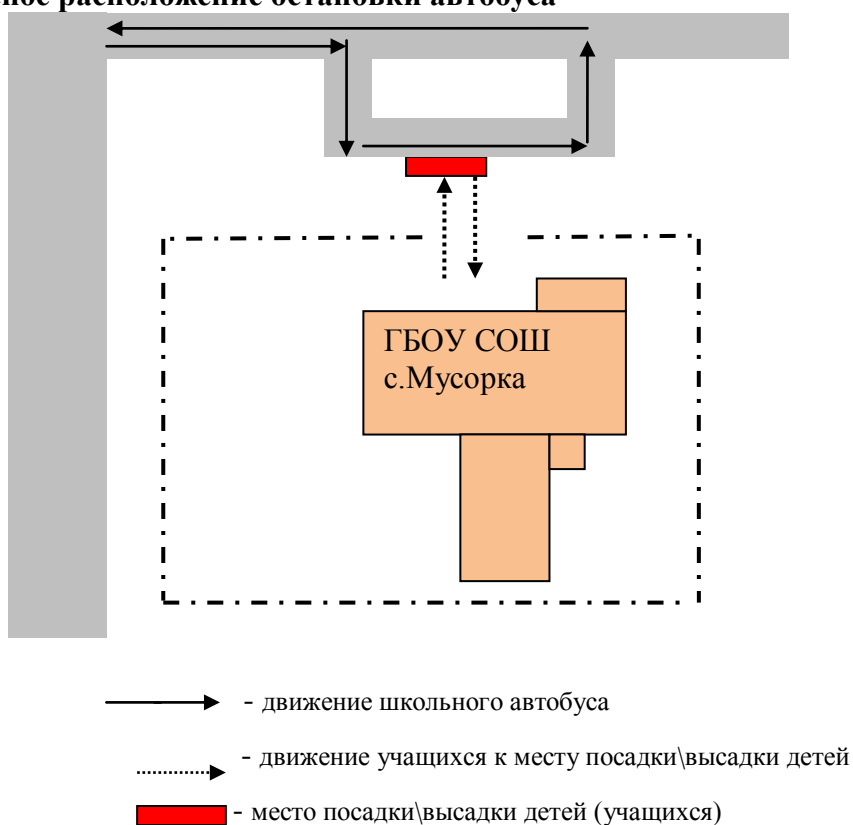 расположение остановки автобуса
ГБОУ СОШ
с.Мусорка
- движение школьного автобуса
- движение учащихся к месту посадки\высадки детей
- место посадки\высадки детей (учащихся)